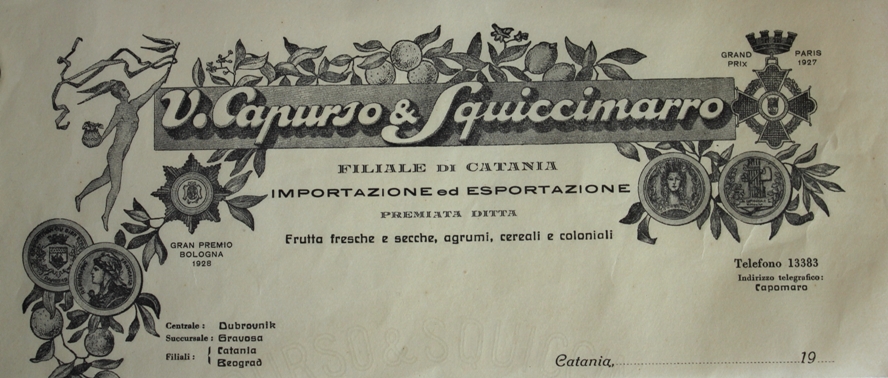 V. Capurso & Squiccimarro
GRAND PRIX
PARIS 1927
FILIALE DI CATANIA
IMPORTAZIONE ed ESPORTAZIONE
PREMIATA DITTA
Frutta fresche e secche, agrumi, cereali e coloniali
GRAN PREMIO
BOLOGNA
1928
Telefono 13383
Indirizzo telegrafico:
Capomaro
Centrale : Dubrovnik
Succursale : Gravosa
Filiali : Catania
Beograd
Catania, 19